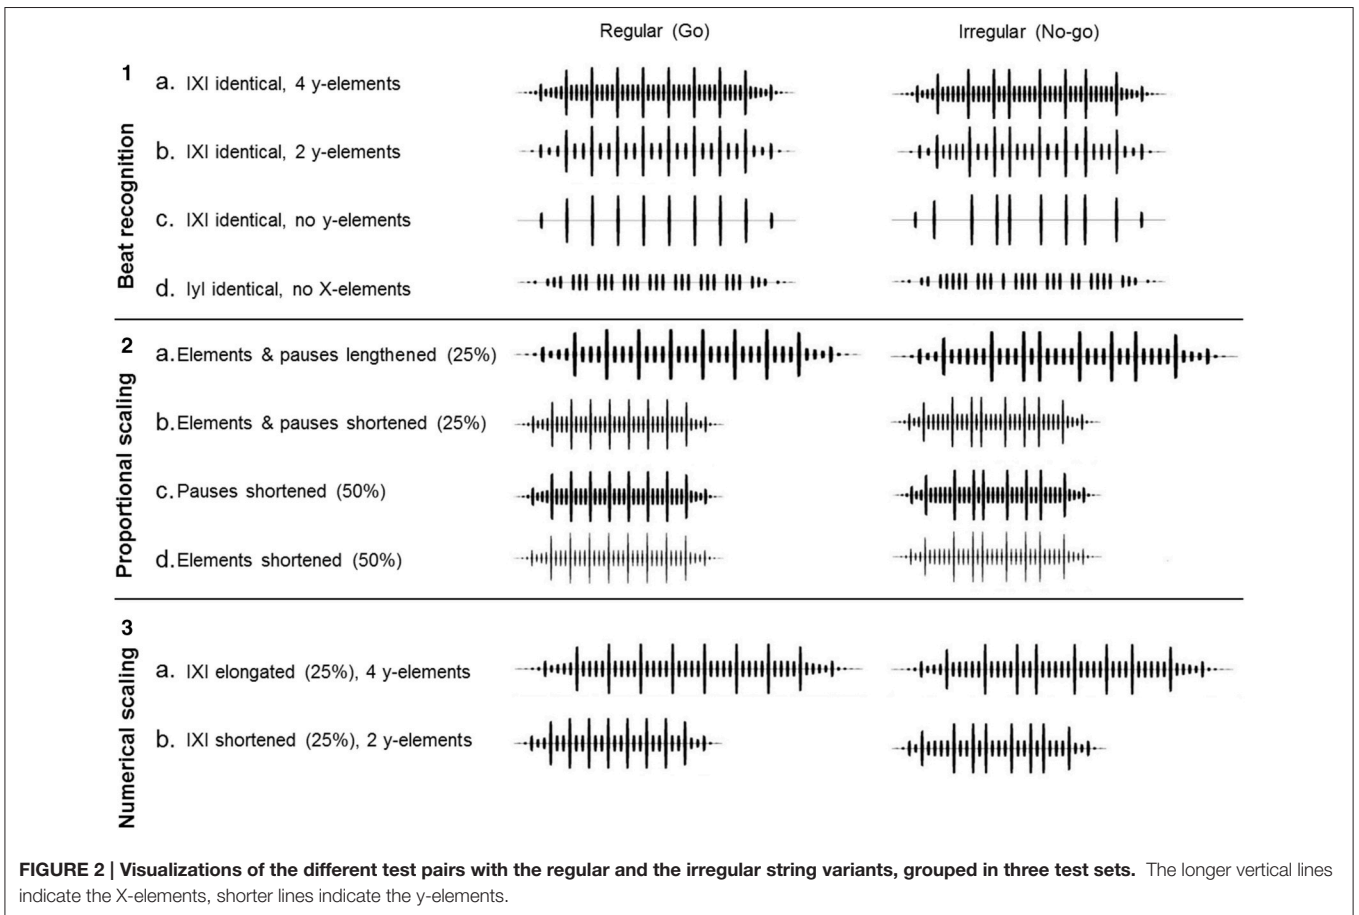 Regular (Go)
Irregular (No-go)
1
Beat recognition
a. IXI identical, 4 y-elements
b. IXI identical, 2 y-elements
c. IXI identical, no y-elements
d. IyI identical, no X-elements
2
Proportional scaling
a. Elements & pauses lengthened (25%)
b. Elements & pauses shortened (25%)
c. Pauses shortened (50%)
d. Elements shortened (50%)
3
Numerical scaling
a. IXI elongated (25%), 4 y-elements
b. IXI shortened (25%), 2 y-elements
FIGURE 2 | Visualizations of the different test pairs with the regular and the irregular string variants, grouped in three test sets. The longer vertical lines
indicate the X-elements, shorter lines indicate the y-elements.